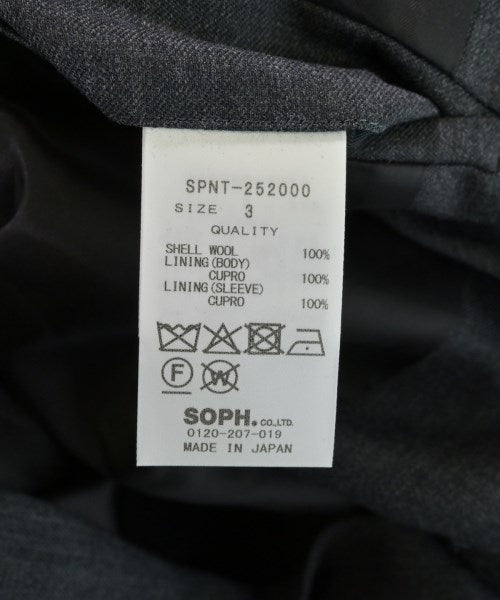 SPNT-252000
SIZE 3
QUALITY
SHELL WOOL 100%
LINING(BODY)
CUPRO 100%
LINING(SLEEVE)
CUPRO 100%
F W
SOPH.CO.,LTD.
0120-207-019
MADE IN JAPAN